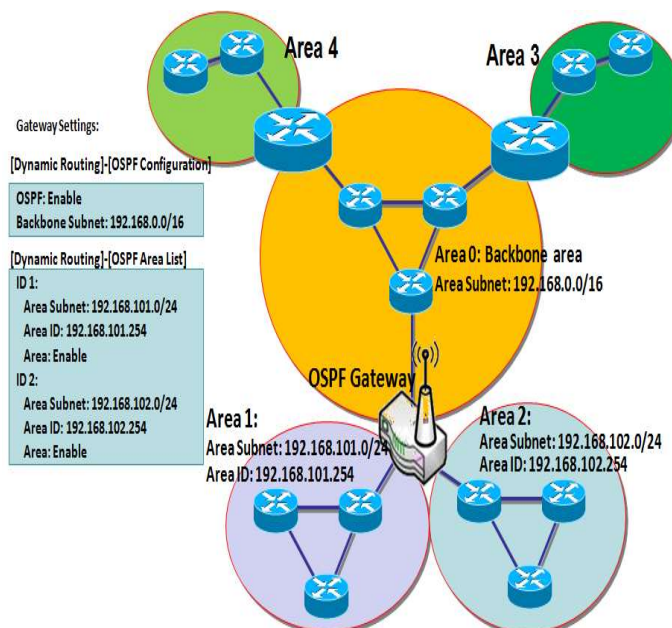 Area 4
Area 3
Gateway Settings:
[Dynamic Routing]-[OSPF Configuration]
OSPF: Enable
Backbone Subnet: 192.168.0.0/16
[Dynamic Routing]-[OSPF Area List]
ID 1:
Area Subnet: 192.168.101.0/24
Area ID: 192.168.101.254
Area: Enable
ID 2:
Area Subnet: 192.168.102.0/24
Area ID: 192.168.102.254
Area: Enable
Area 0: Backbone area
Area Subnet: 192.168.0.0/16
OSPF Gateway
Area 1:
Area Subnet: 192.168.101.0/24
Area ID: 192.168.101.254
Area 2:
Area Subnet: 192.168.102.0/24
Area ID: 192.168.102.254